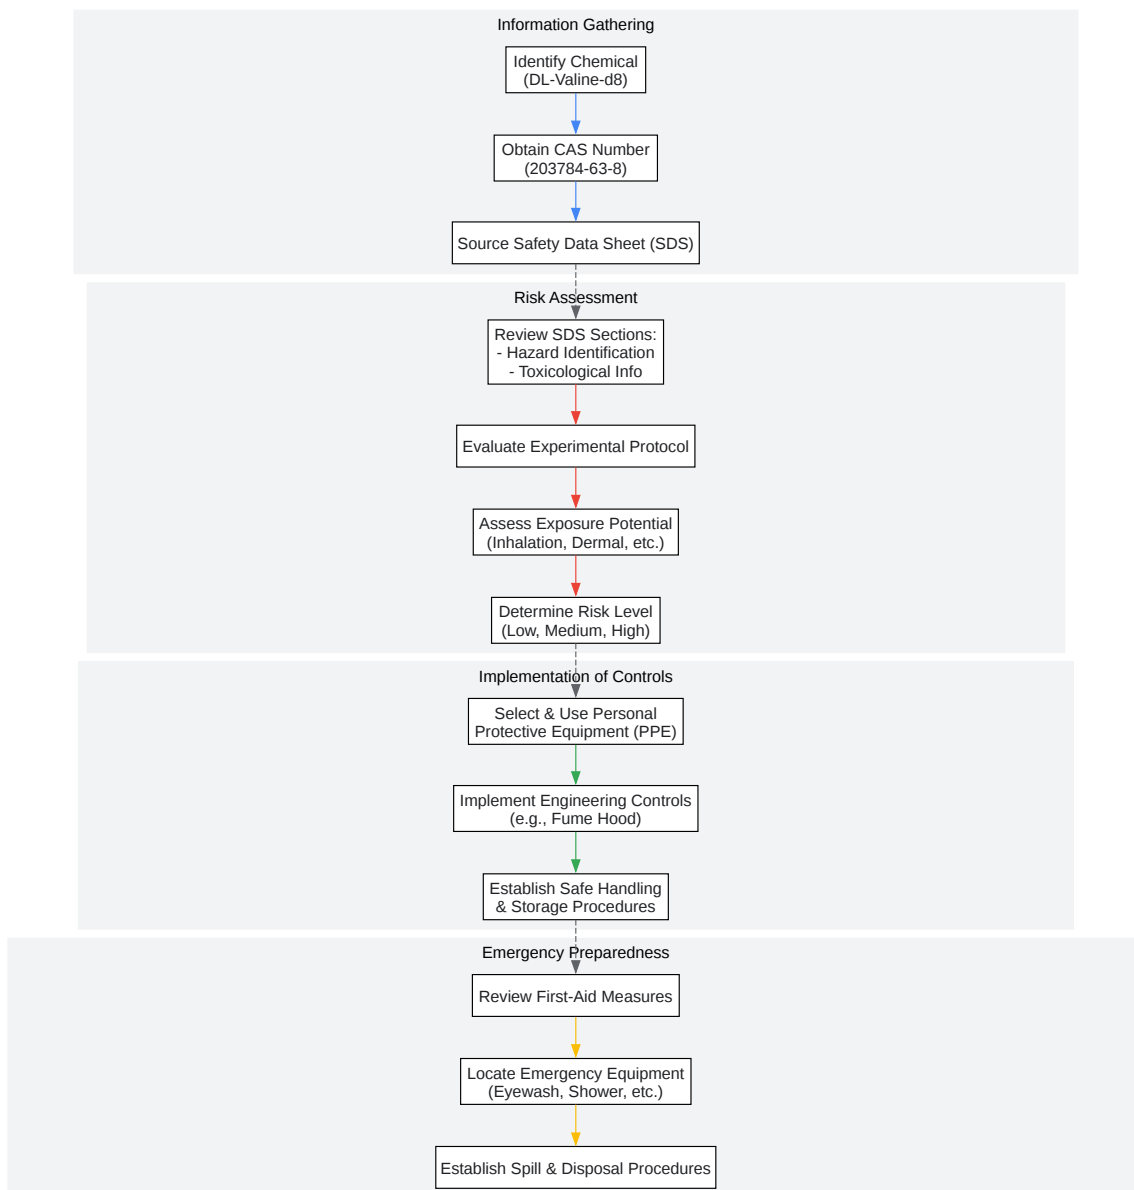 Information Gathering
Identify Chemical
(DL-Valine-d8)
Obtain CAS Number
(203784-63-8)
Source Safety Data Sheet (SDS)
Risk Assessment
Review SDS Sections:
- Hazard Identification
- Toxicological Info
Evaluate Experimental Protocol
Assess Exposure Potential
(Inhalation, Dermal, etc.)
Determine Risk Level
(Low, Medium, High)
Implementation of Controls
Select & Use Personal
Protective Equipment (PPE)
Implement Engineering Controls
(e.g., Fume Hood)
Establish Safe Handling
& Storage Procedures
Emergency Preparedness
Review First-Aid Measures
Locate Emergency Equipment
(Eyewash, Shower, etc.)
Establish Spill & Disposal Procedures